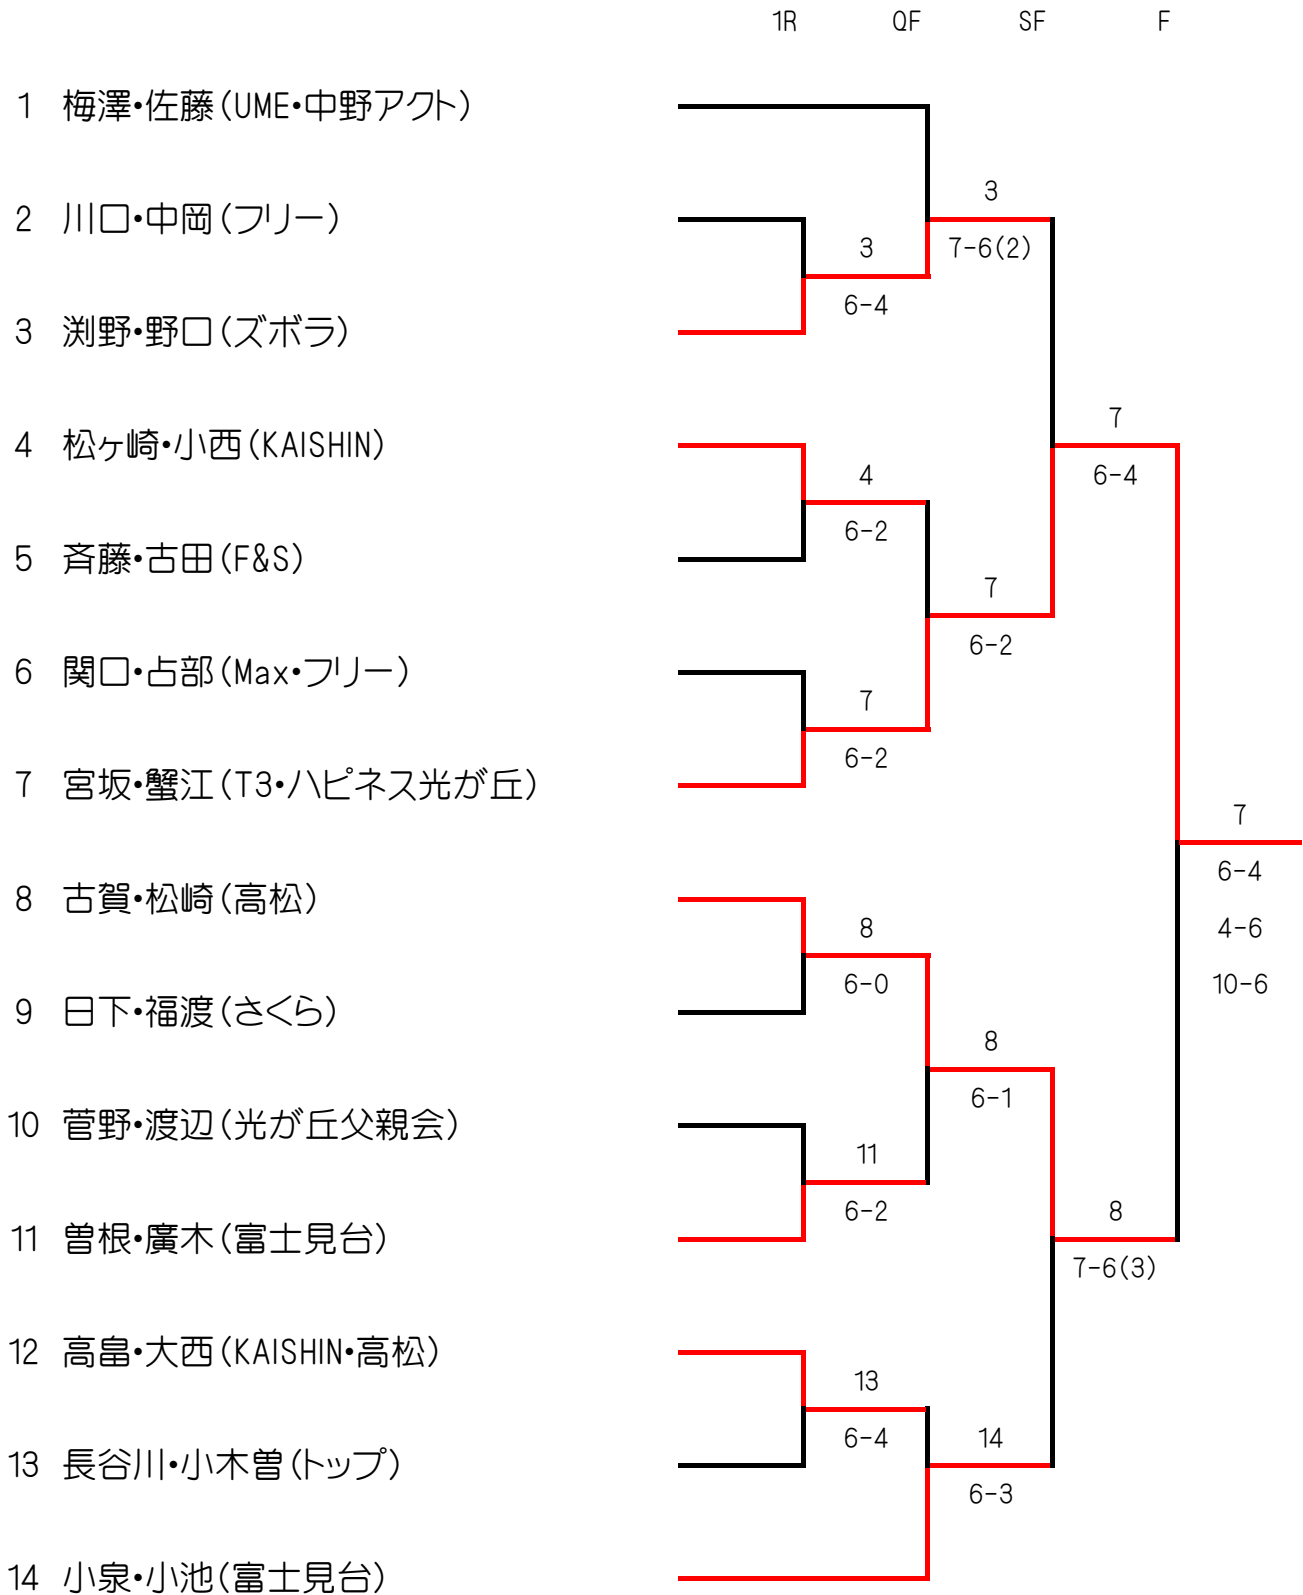 1R QF SF F
1 梅澤・佐藤(UME・中野アクト)
3
2 川口・中岡(フリー)
3 7-6(2)
6-4
3 渕野・野口(ズボラ)
7
4 松ヶ崎・小西(KAISHIN)
4 6-4
6-2
5 斉藤・古田(F&S)
7
6-2
6 関口・占部(Max・フリー)
7
6-2
7 宮坂・蟹江(T3・ハピネス光が丘)
7
6-4
8 古賀・松崎(高松)
8 4-6
6-0 10-6
9 日下・福渡(さくら)
8
6-1
10 菅野・渡辺(光が丘父親会)
11
6-2 8
11 曽根・廣木(富士見台)
7-6(3)
12 高畠・大西(KAISHIN・高松)
13
6-4 14
13 長谷川・小木曽(トップ)
6-3
14 小泉・小池(富士見台)